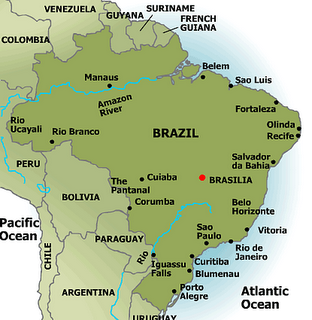 VENEZUELA
SURINAME
GUYANA
FRENCH
GUIANA
COLOMBIA
Belem
Manaus
Sao Luis
Amazon
River
Fortaleza
Rio
Ucayali
Rio Branco
BRAZIL
Olinda
Recife
PERU
Salvador
da Bahia
The
Pantanal
Cuiaba
BRASILIA
BOLIVIA
Corumba
Belo
Horizonte
Pacific
Ocean
PARAGUAY
Rio
Sao
Paulo
Vitoria
CHILE
Iguassu
Falls
Curitiba
Rio de
Janeiro
Blumenau
ARGENTINA
Porto
Alegre
Atlantic
Ocean
URUGUAY